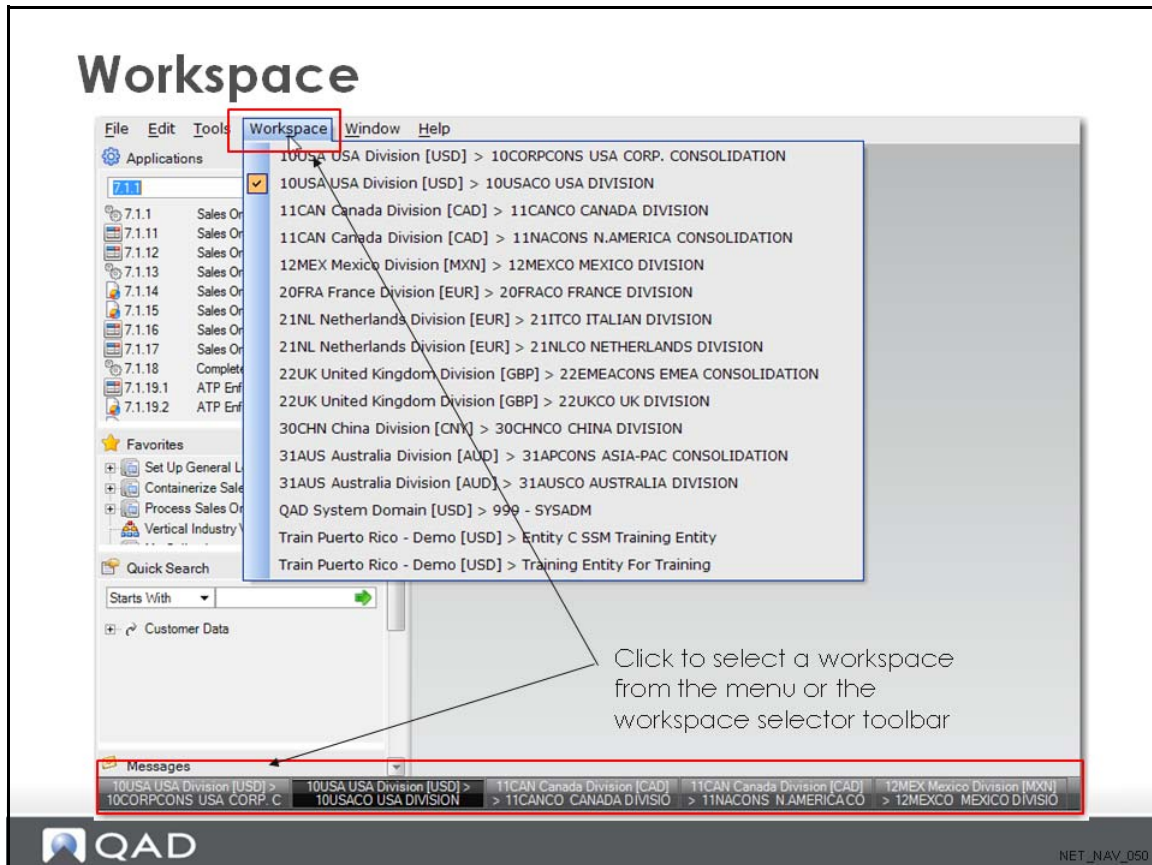 Workspace
File Edit Tools Workspace Window Help
Applications
7.1.1
7.1.1 Sales Or
7.1.11 Sales Or
7.1.12 Sales Or
7.1.13 Sales Or
7.1.14 Sales Or
7.1.15 Sales Or
7.1.16 Sales Or
7.1.17 Sales Or
7.1.18 Complete
7.1.19.1 ATP Enf
7.1.19.2 ATP Enf
10USA USA Division [USD] > 10CORPCONS USA CORP. CONSOLIDATION
10USA USA Division [USD] > 10USACO USA DIVISION
11CAN Canada Division [CAD] > 11CANCO CANADA DIVISION
11CAN Canada Division [CAD] > 11NACONS N.AMERICA CONSOLIDATION
12MEX Mexico Division [MXN] > 12MEXCO MEXICO DIVISION
20FRA France Division [EUR] > 20FRACO FRANCE DIVISION
21NL Netherlands Division [EUR] > 21ITCO ITALIAN DIVISION
21NL Netherlands Division [EUR] > 21NLCO NETHERLANDS DIVISION
22UK United Kingdom Division [GBP] > 22EMEACONS EMEA CONSOLIDATION
22UK United Kingdom Division [GBP] > 22UKCO UK DIVISION
30CHN China Division [CNY] > 30CHNCO CHINA DIVISION
31AUS Australia Division [AUD] > 31APCONS ASIA-PAC CONSOLIDATION
31AUS Australia Division [AUD] > 31AUSCO AUSTRALIA DIVISION
QAD System Domain [USD] > 999 - SYSADM
Train Puerto Rico - Demo [USD] > Entity C SSM Training Entity
Train Puerto Rico - Demo [USD] > Training Entity For Training
Favorites
Set Up General L
Containerize Sale
Process Sales Or
Vertical Industry V
Quick Search
Starts With
Customer Data
Click to select a workspace
from the menu or the
workspace selector toolbar
Messages
10USA USA Division [USD] >
10CORPCONS USA CORP. C
10USA USA Division [USD] >
10USACO USA DIVISION
11CAN Canada Division [CAD]
> 11CANCO CANADA DIVISIO
11CAN Canada Division [CAD]
> 11NACONS N.AMERICA CO
12MEX Mexico Division [MXN]
> 12MEXCO MEXICO DIVISIO
QAD
NET_NAV_050